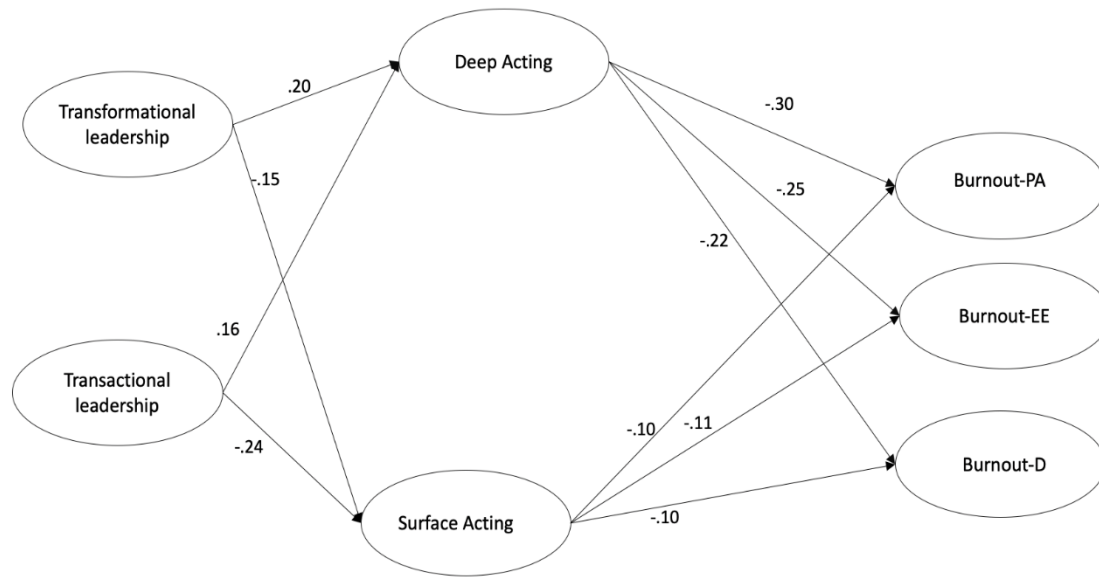 Deep Acting
.20
Transformational
leadership
-.30
Burnout-PA
-.15
-.25
-.22
Burnout-EE
.16
Transactional
leadership
-.10
-.11
-.24
Burnout-D
Surface Acting
-.10